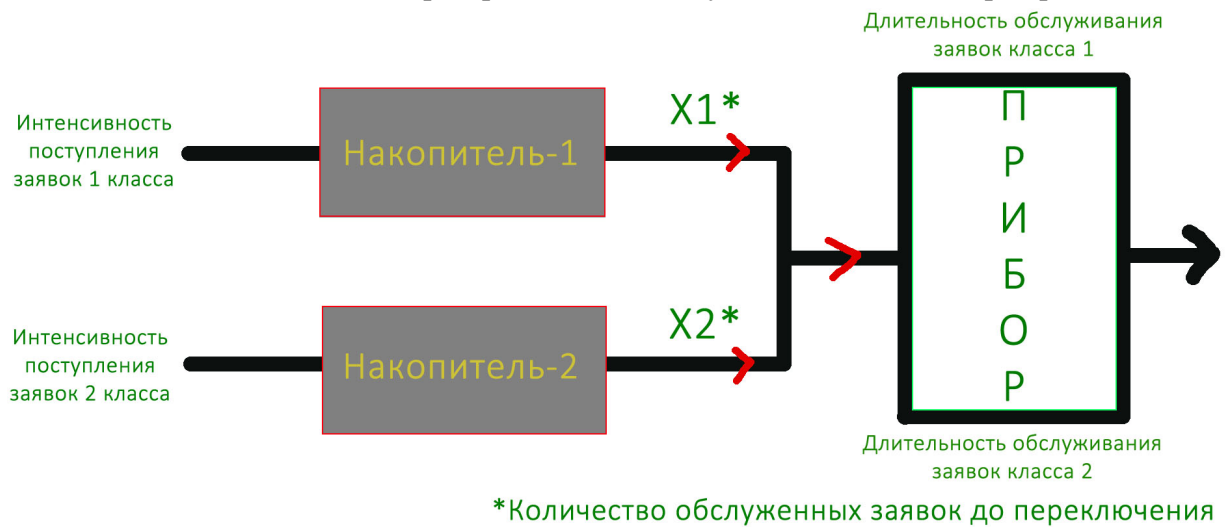 Длительность обслуживания
заявок класса 1
Интенсивность
поступления
заявок 1 класса
Накопитель-1
X1*
П
Р
И
Б
О
Р
Интенсивность
поступления
заявок 2 класса
Накопитель-2
X2*
Длительность обслуживания
заявок класса 2
*Количество обслуженных заявок до переключения